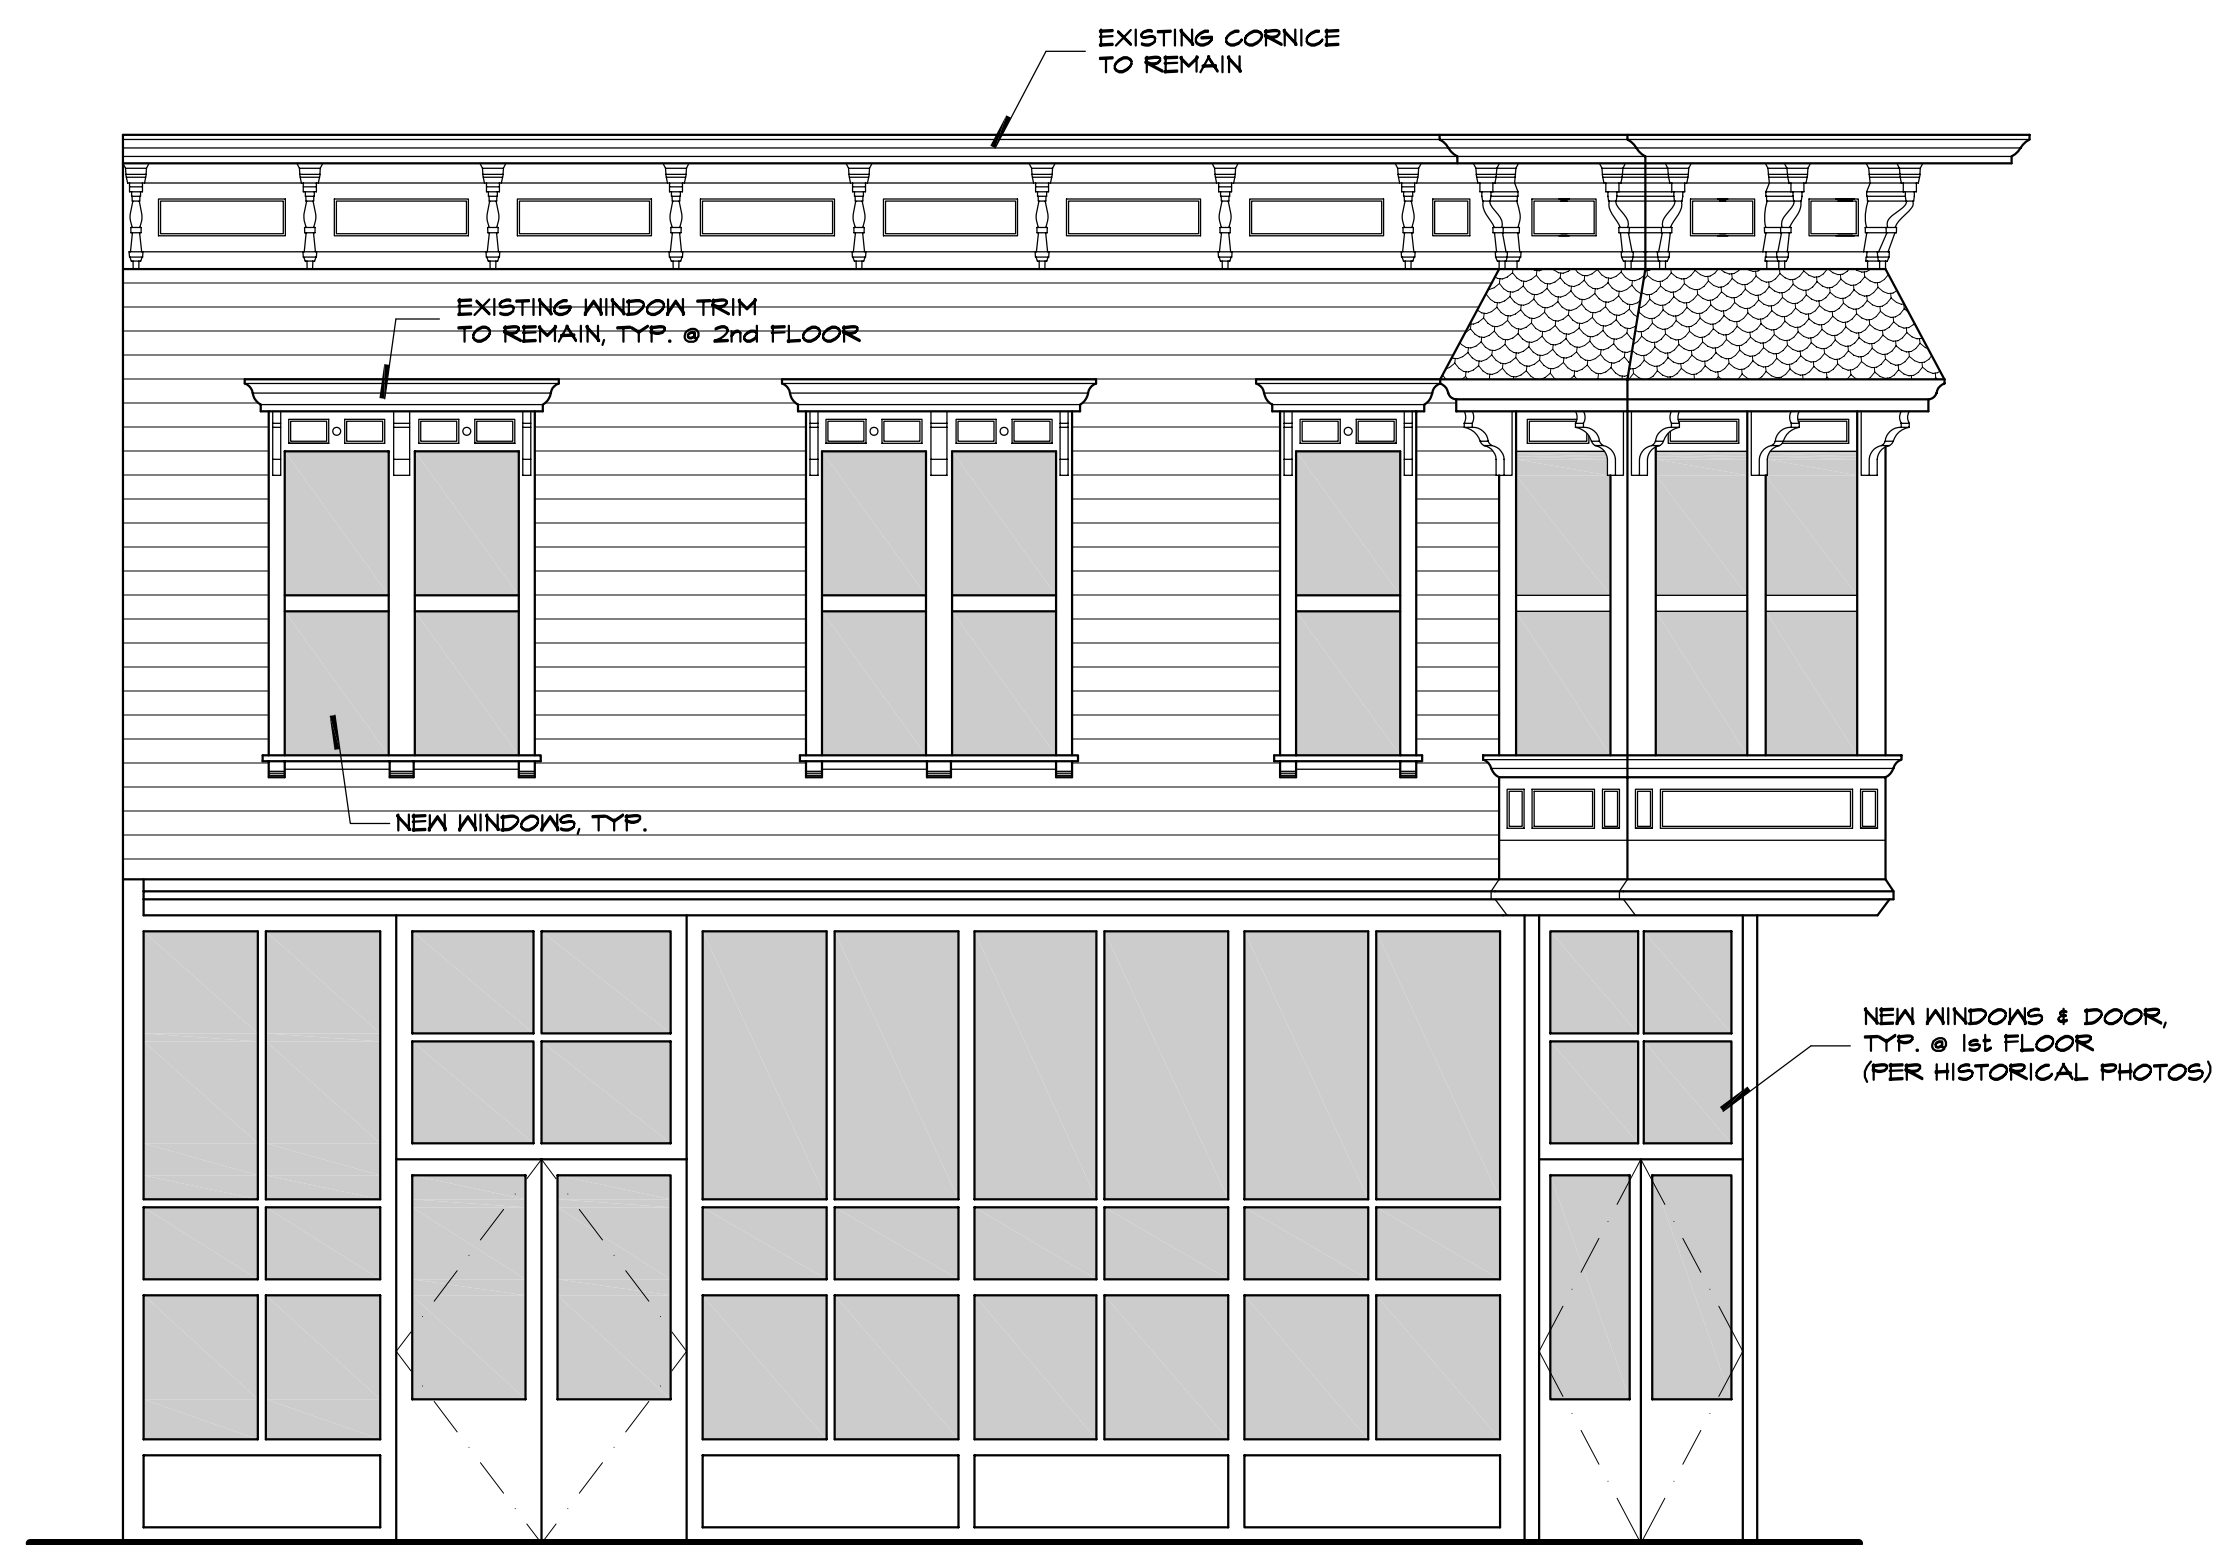 EXISTING CORNICE
TO REMAIN
EXISTING WINDOW TRIM
TO REMAIN, TYP. @ 2nd FLOOR
NEW WINDOWS, TYP.
NEW WINDOWS & DOOR,
TYP. @ 1st FLOOR
(PER HISTORICAL PHOTOS)